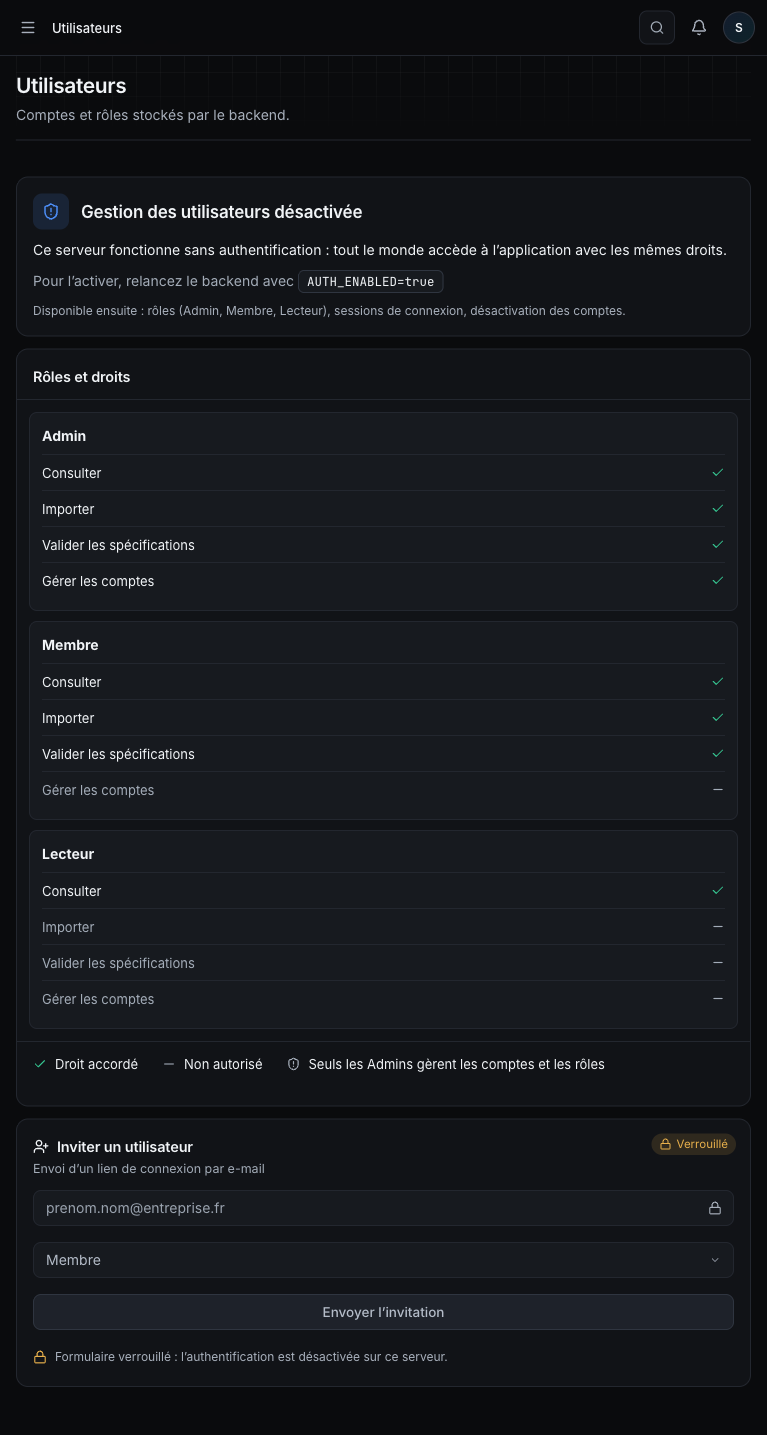 Utilisateurs
S
Utilisateurs
Comptes et rôles stockés par le backend.
Gestion des utilisateurs désactivée
Ce serveur fonctionne sans authentification : tout le monde accède à l’application avec les mêmes droits.
Pour l’activer, relancez le backend avec AUTH_ENABLED=true
Disponible ensuite : rôles (Admin, Membre, Lecteur), sessions de connexion, désactivation des comptes.
Rôles et droits
Admin
Consulter
Importer
Valider les spécifications
Gérer les comptes
Membre
Consulter
Importer
Valider les spécifications
Gérer les comptes
Lecteur
Consulter
Importer
Valider les spécifications
Gérer les comptes
Droit accordé
Non autorisé
Seuls les Admins gèrent les comptes et les rôles
Inviter un utilisateur
Verrouillé
Envoi d’un lien de connexion par e-mail
prenom.nom@entreprise.fr
Membre
Envoyer l’invitation
Formulaire verrouillé : l’authentification est désactivée sur ce serveur.